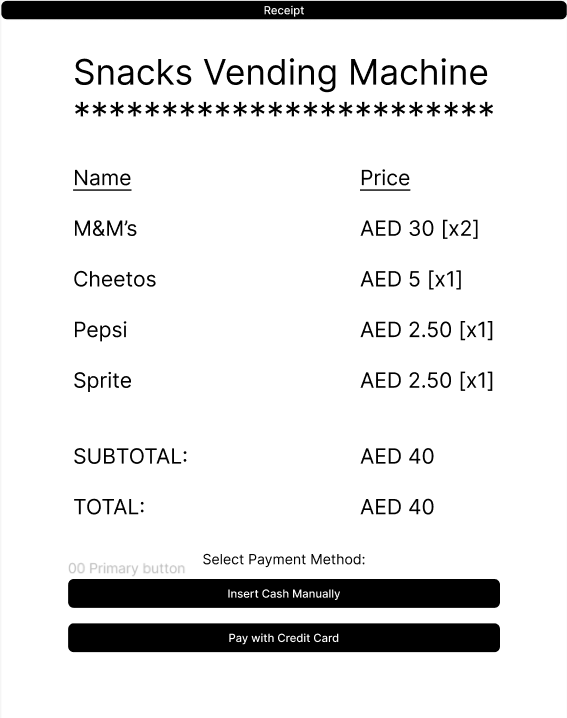 Receipt
Snacks Vending Machine
************************
Name Price
M&M’s AED 30 [x2]
Cheetos AED 5 [x1]
Pepsi AED 2.50 [x1]
Sprite AED 2.50 [x1]
SUBTOTAL: AED 40
TOTAL: AED 40
Select Payment Method:
00 Primary button
Insert Cash Manually
Pay with Credit Card